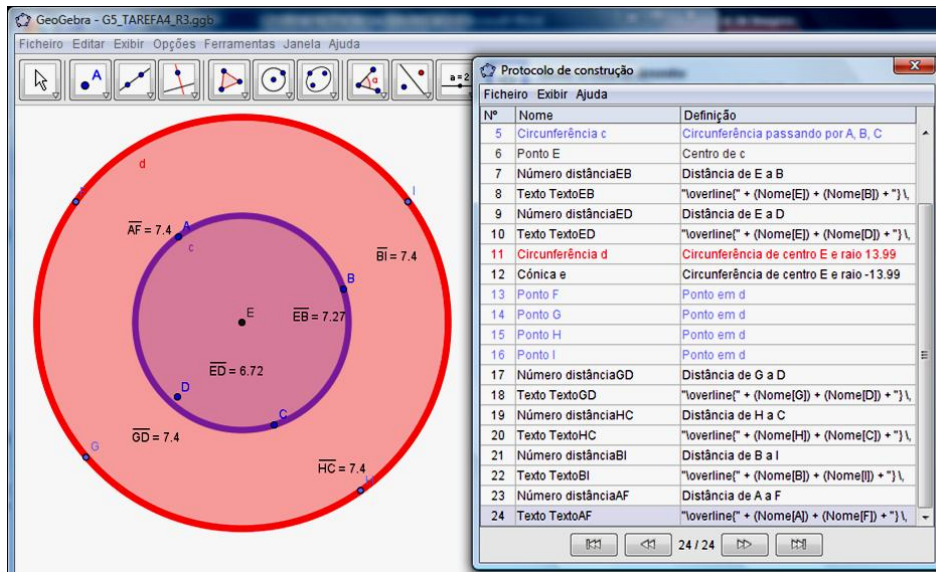 GeoGebra - G5_TAREFA4_R3.ggb
Ficheiro Editar Exibir Opções Ferramentas Janela Ajuda
A
a=2
d
I
AF = 7.4
A
c
BI = 7.4
B
E
EB = 7.27
ED = 6.72
D
C
GD = 7.4
G
HC = 7.4
Protocolo de construção
Ficheiro Exibir Ajuda
Nº Nome Definição
5 Circunferência c Circunferência passando por A, B, C
6 Ponto E Centro de c
7 Número distânciaEB Distância de E a B
8 Texto TextoEB "\overline{" + (Nome[E]) + (Nome[B]) + "} \,
9 Número distânciaED Distância de E a D
10 Texto TextoED "\overline{" + (Nome[E]) + (Nome[D]) + "} \,
11 Circunferência d Circunferência de centro E e raio 13.99
12 Cónica e Circunferência de centro E e raio -13.99
13 Ponto F Ponto em d
14 Ponto G Ponto em d
15 Ponto H Ponto em d
16 Ponto I Ponto em d
17 Número distânciaGD Distância de G a D
18 Texto TextoGD "\overline{" + (Nome[G]) + (Nome[D]) + "} \,
19 Número distânciaHC Distância de H a C
20 Texto TextoHC "\overline{" + (Nome[H]) + (Nome[C]) + "} \,
21 Número distânciaBI Distância de B a I
22 Texto TextoBI "\overline{" + (Nome[B]) + (Nome[I]) + "} \,
23 Número distânciaAF Distância de A a F
24 Texto TextoAF "\overline{" + (Nome[A]) + (Nome[F]) + "} \,
24 / 24